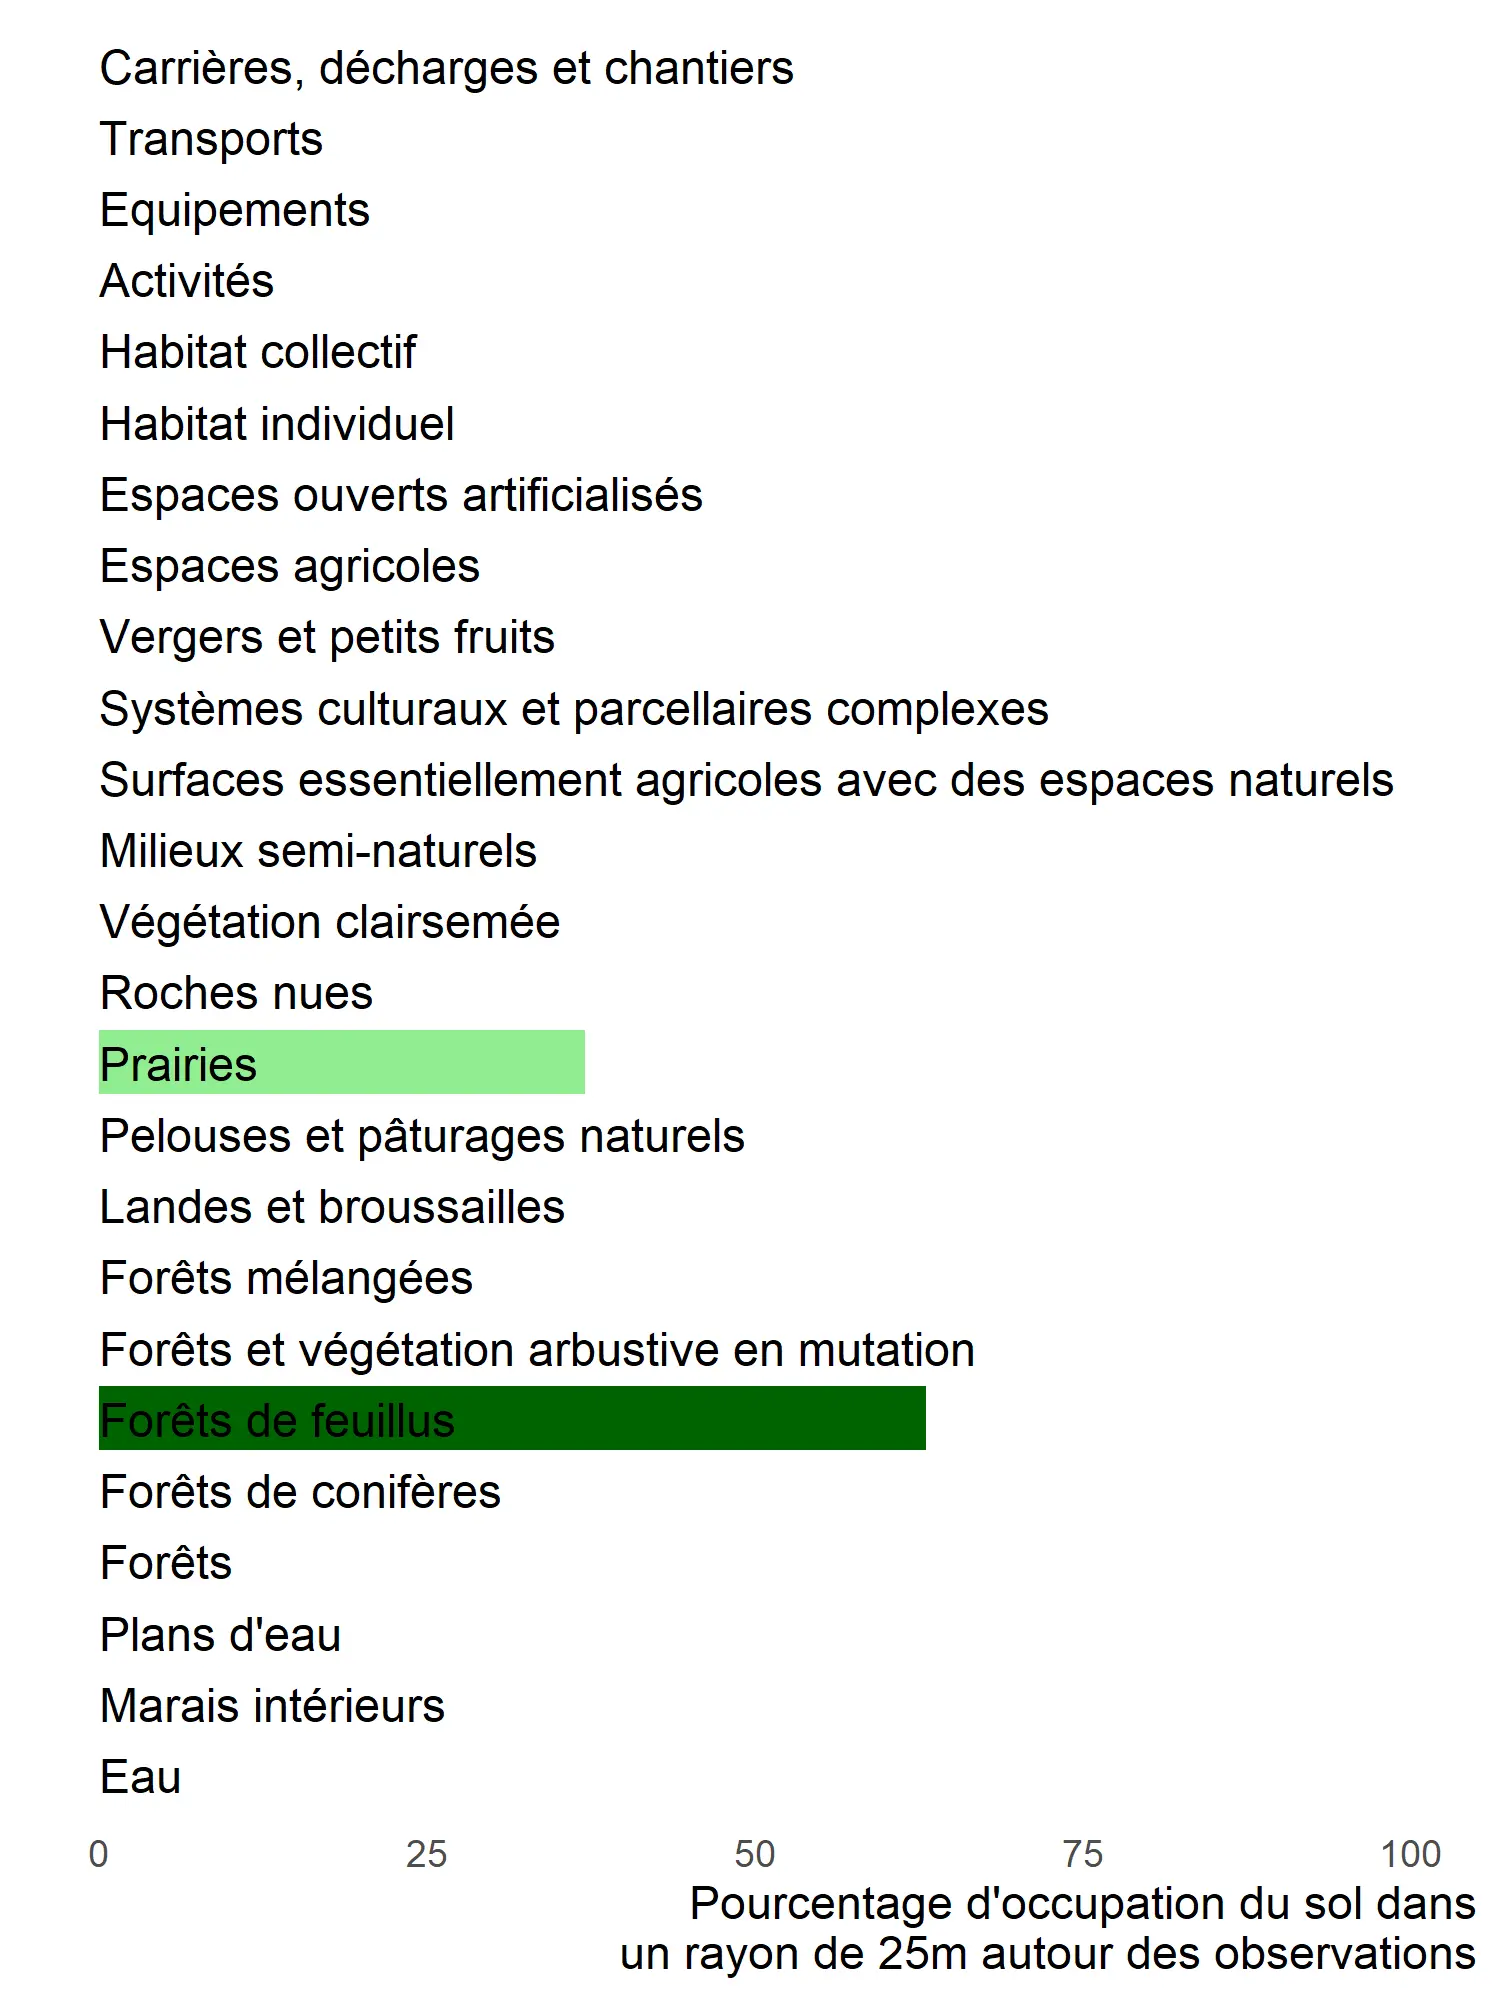 Carrières, décharges et chantiers
Transports
Equipements
Activités
Habitat collectif
Habitat individuel
Espaces ouverts artificialisés
Espaces agricoles
Vergers et petits fruits
Systèmes culturaux et parcellaires complexes
Surfaces essentiellement agricoles avec des espaces naturels
Milieux semi-naturels
Végétation clairsemée
Roches nues
Prairies
Pelouses et pâturages naturels
Landes et broussailles
Forêts mélangées
Forêts et végétation arbustive en mutation
Forêts de feuillus
Forêts de conifères
Forêts
Plans d'eau
Marais intérieurs
Eau
0 25 50 75 100
Pourcentage d'occupation du sol dans
un rayon de 25m autour des observations